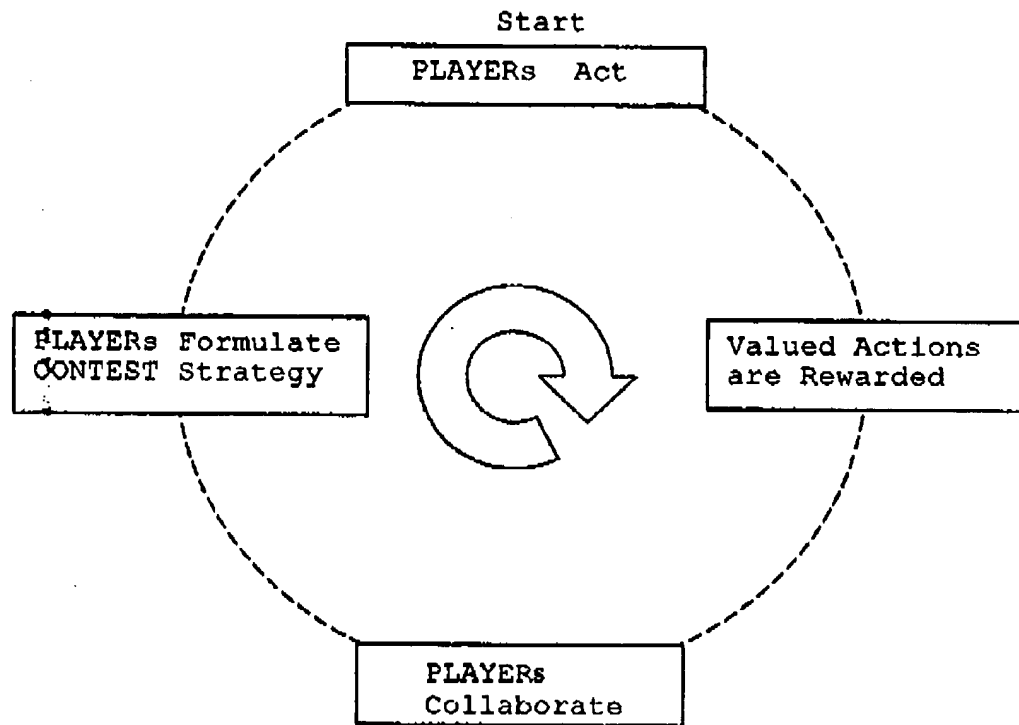 Start
PLAYERs Act
PLAYERs Formulate
CONTEST Strategy
Valued Actions
are Rewarded
PLAYERs
Collaborate